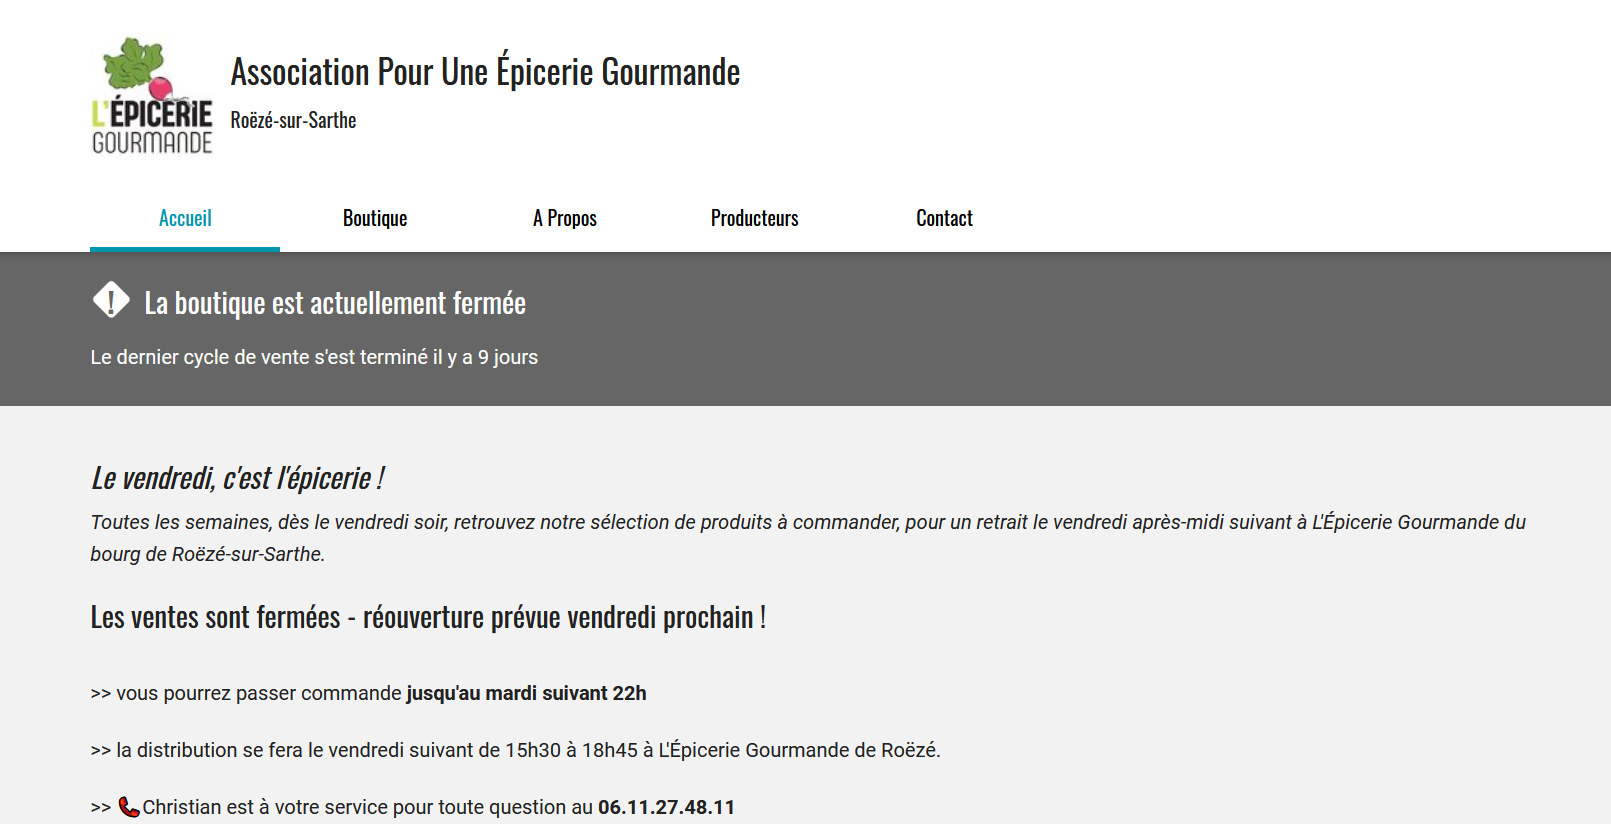 L'ÉPICERIE
GOURMANDE
Association Pour Une Épicerie Gourmande
Roëzé-sur-Sarthe
Accueil
Boutique
A Propos
Producteurs
Contact
La boutique est actuellement fermée
Le dernier cycle de vente s'est terminé il y a 9 jours
Le vendredi, c'est l'épicerie !
Toutes les semaines, dès le vendredi soir, retrouvez notre sélection de produits à commander, pour un retrait le vendredi après-midi suivant à L'Épicerie Gourmande du
bourg de Roëzé-sur-Sarthe.
Les ventes sont fermées - réouverture prévue vendredi prochain !
>> vous pourrez passer commande jusqu'au mardi suivant 22h
>> la distribution se fera le vendredi suivant de 15h30 à 18h45 à L'Épicerie Gourmande de Roëzé.
>> 📞Christian est à votre service pour toute question au 06.11.27.48.11